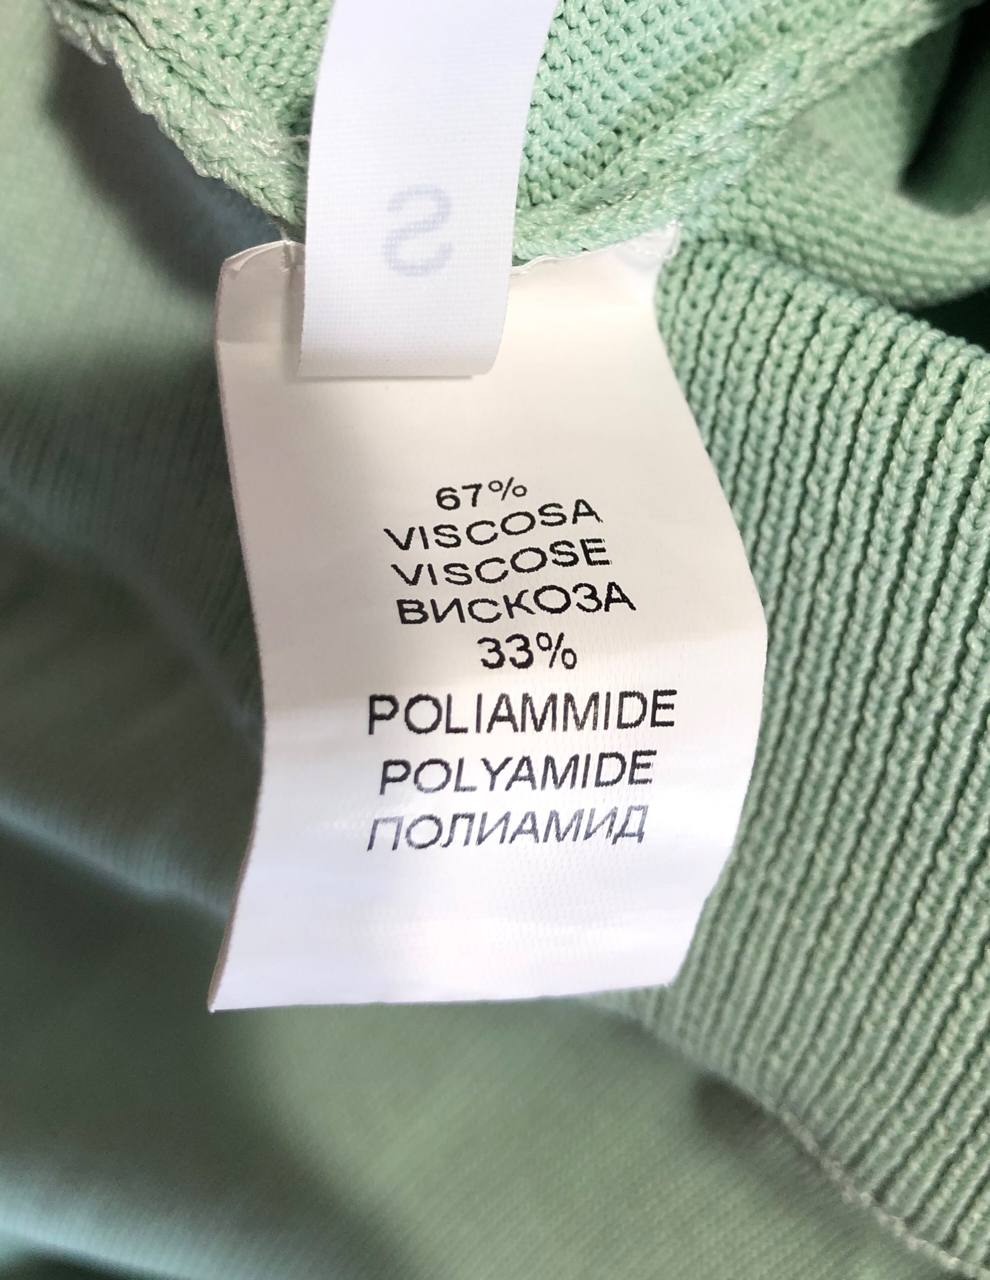 S
67%
VISCOSA
VISCOSE
ВИСКОЗА
33%
POLIAMMIDE
POLYAMIDE
ПОЛИАМИД